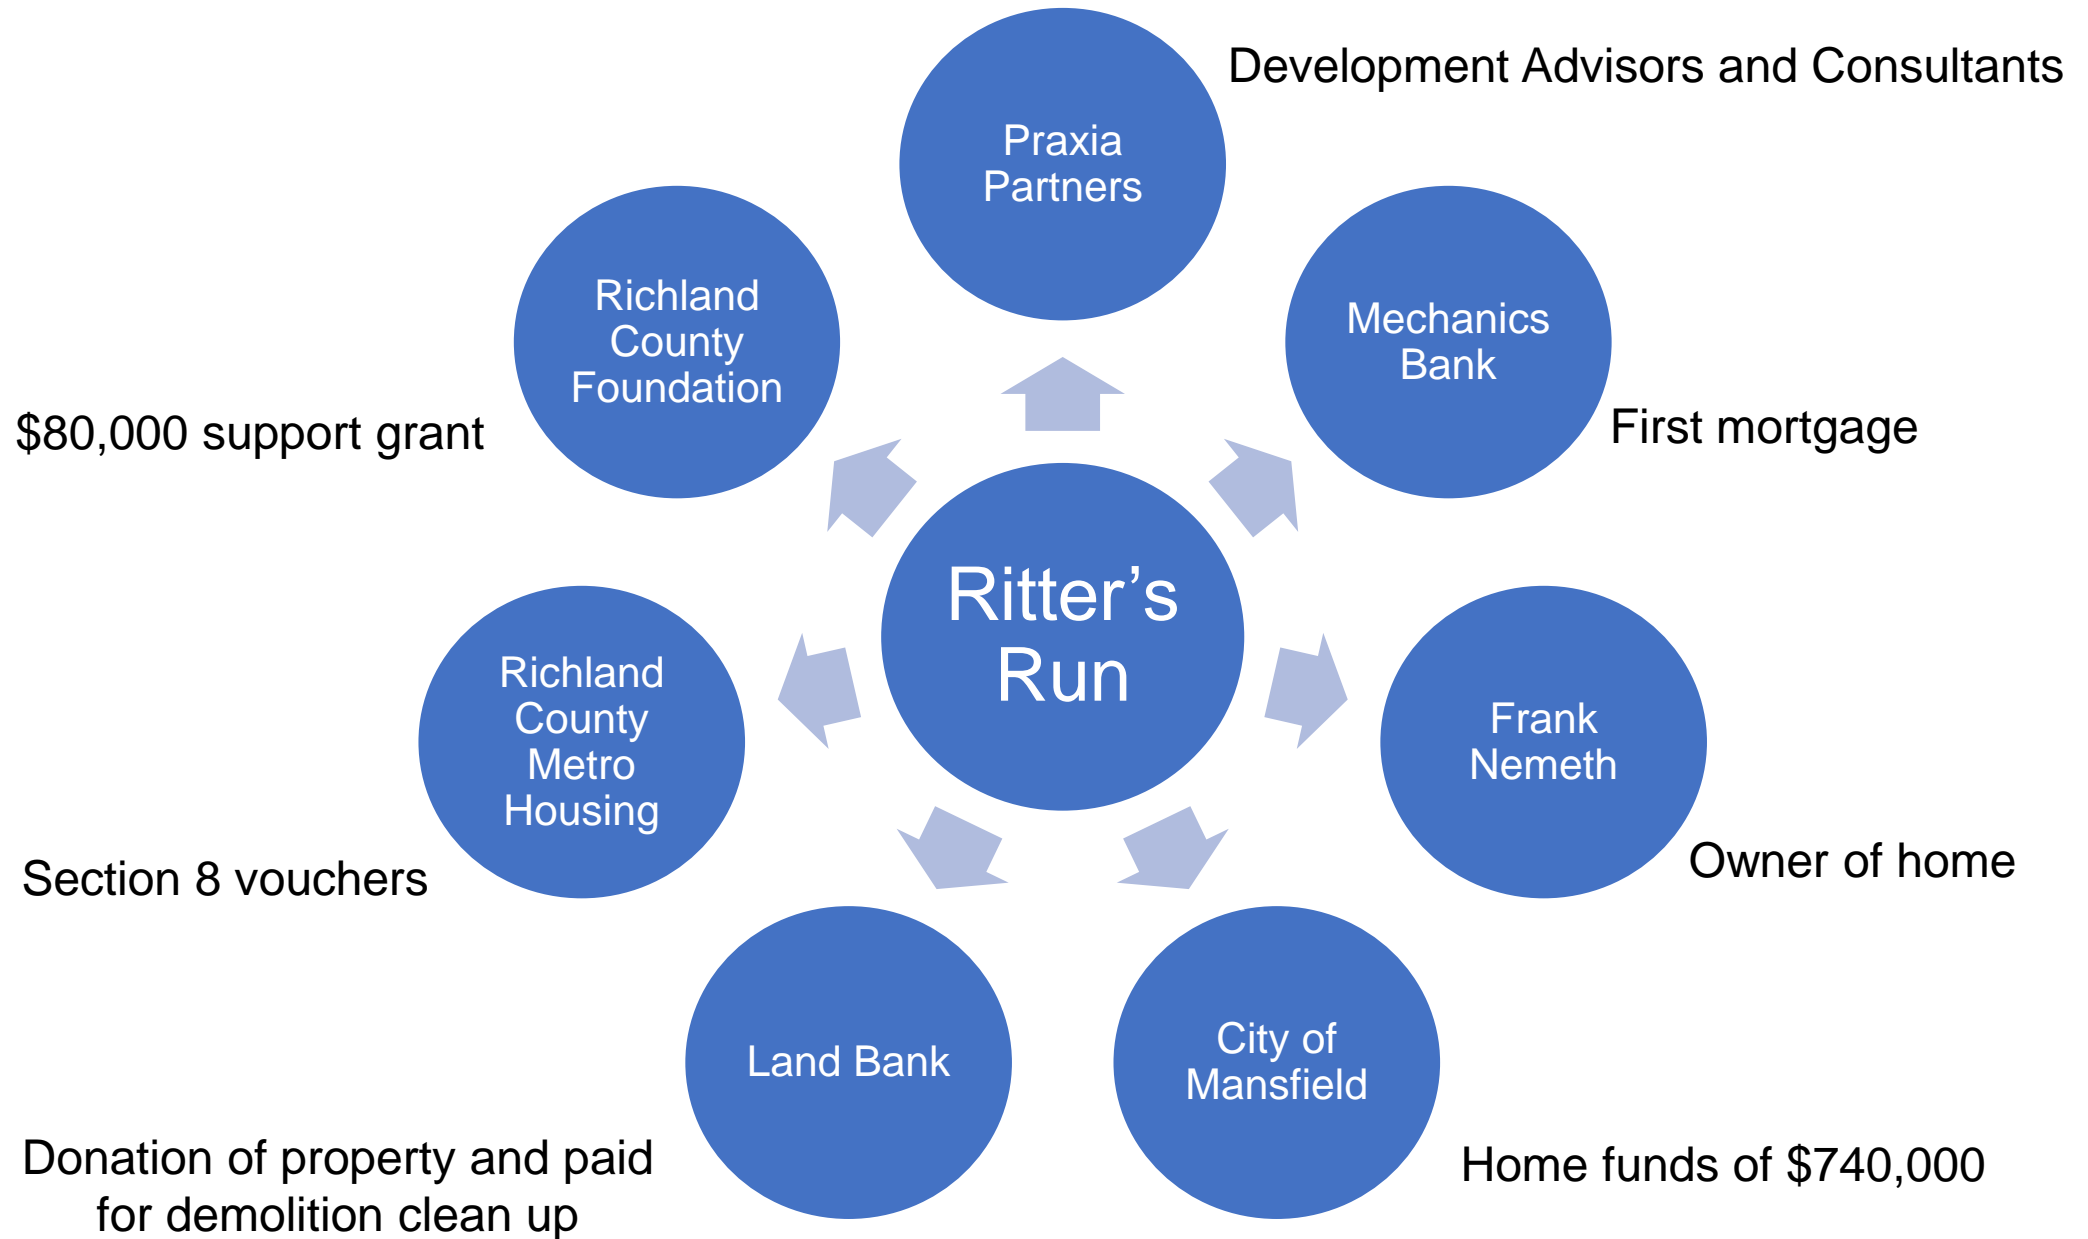 Development Advisors and Consultants
Praxia
Partners
Richland
County
Foundation
Mechanics
Bank
$80,000 support grant
First mortgage
Ritter’s
Run
Richland
County
Metro
Housing
Frank
Nemeth
Section 8 vouchers
Owner of home
Land Bank
City of
Mansfield
Donation of property and paid
for demolition clean up
Home funds of $740,000